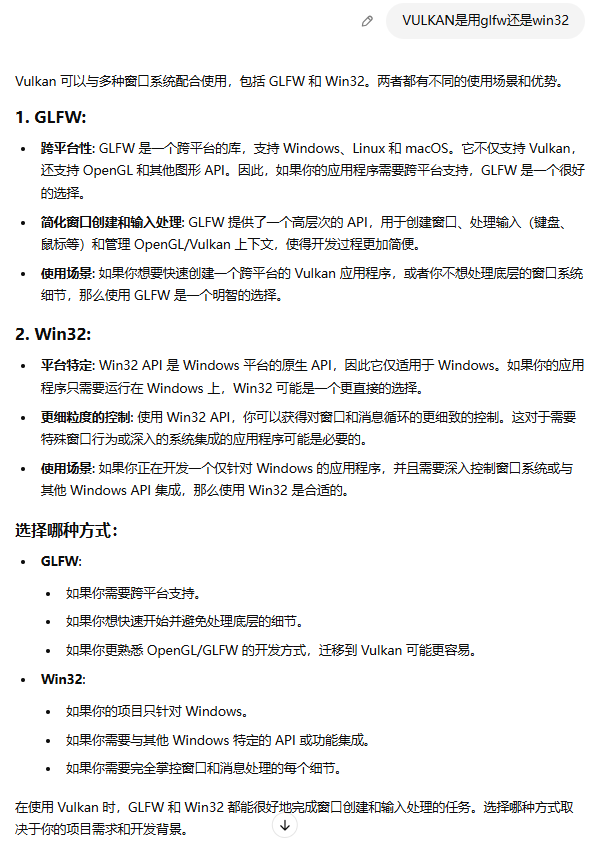 VULKAN是用glfw还是win32
Vulkan 可以与多种窗口系统配合使用，包括 GLFW 和 Win32。两者都有不同的使用场景和优势。
1. GLFW:
• 跨平台性: GLFW 是一个跨平台的库，支持 Windows、Linux 和 macOS。它不仅支持 Vulkan，
还支持 OpenGL 和其他图形 API。因此，如果你的应用程序需要跨平台支持，GLFW 是一个很好
的选择。
• 简化窗口创建和输入处理: GLFW 提供了一个高层次的 API，用于创建窗口、处理输入（键盘、
鼠标等）和管理 OpenGL/Vulkan 上下文，使得开发过程更加简便。
• 使用场景: 如果你想要快速创建一个跨平台的 Vulkan 应用程序，或者你不想处理底层的窗口系统
细节，那么使用 GLFW 是一个明智的选择。
2. Win32:
• 平台特定: Win32 API 是 Windows 平台的原生 API，因此它仅适用于 Windows。如果你的应用
程序只需要运行在 Windows 上，Win32 可能是一个更直接的选择。
• 更细粒度的控制: 使用 Win32 API，你可以获得对窗口和消息循环的更细致的控制。这对于需要
特殊窗口行为或深入的系统集成的应用程序可能是必要的。
• 使用场景: 如果你正在开发一个仅针对 Windows 的应用程序，并且需要深入控制窗口系统或与
其他 Windows API 集成，那么使用 Win32 是合适的。
选择哪种方式：
• GLFW:
• 如果你需要跨平台支持。
• 如果你想快速开始并避免处理底层的细节。
• 如果你更熟悉 OpenGL/GLFW 的开发方式，迁移到 Vulkan 可能更容易。
• Win32:
• 如果你的项目只针对 Windows。
• 如果你需要与其他 Windows 特定的 API 或功能集成。
• 如果你需要完全掌控窗口和消息处理的每个细节。
在使用 Vulkan 时，GLFW 和 Win32 都能很好地完成窗口创建和输入处理的任务。选择哪种方式取
决于你的项目需求和开发背景。